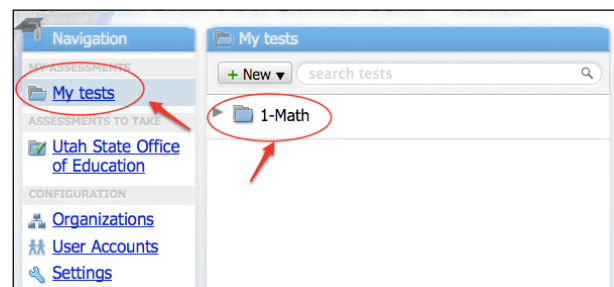 Navigation
MY ASSESSMENTS
My tests
ASSESSMENTS TO TAKE
Utah State Office
of Education
CONFIGURATION
Organizations
User Accounts
Settings
My tests
+ New ▾ search tests
1-Math